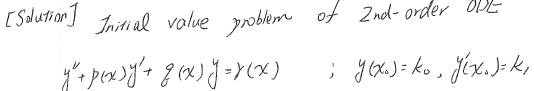 [Solution] Initial value problem of 2nd-order ODE
y'' + p(x)y' + q(x)y = r(x) ; y(x₀) = k₀, y'(x₀) = k₁